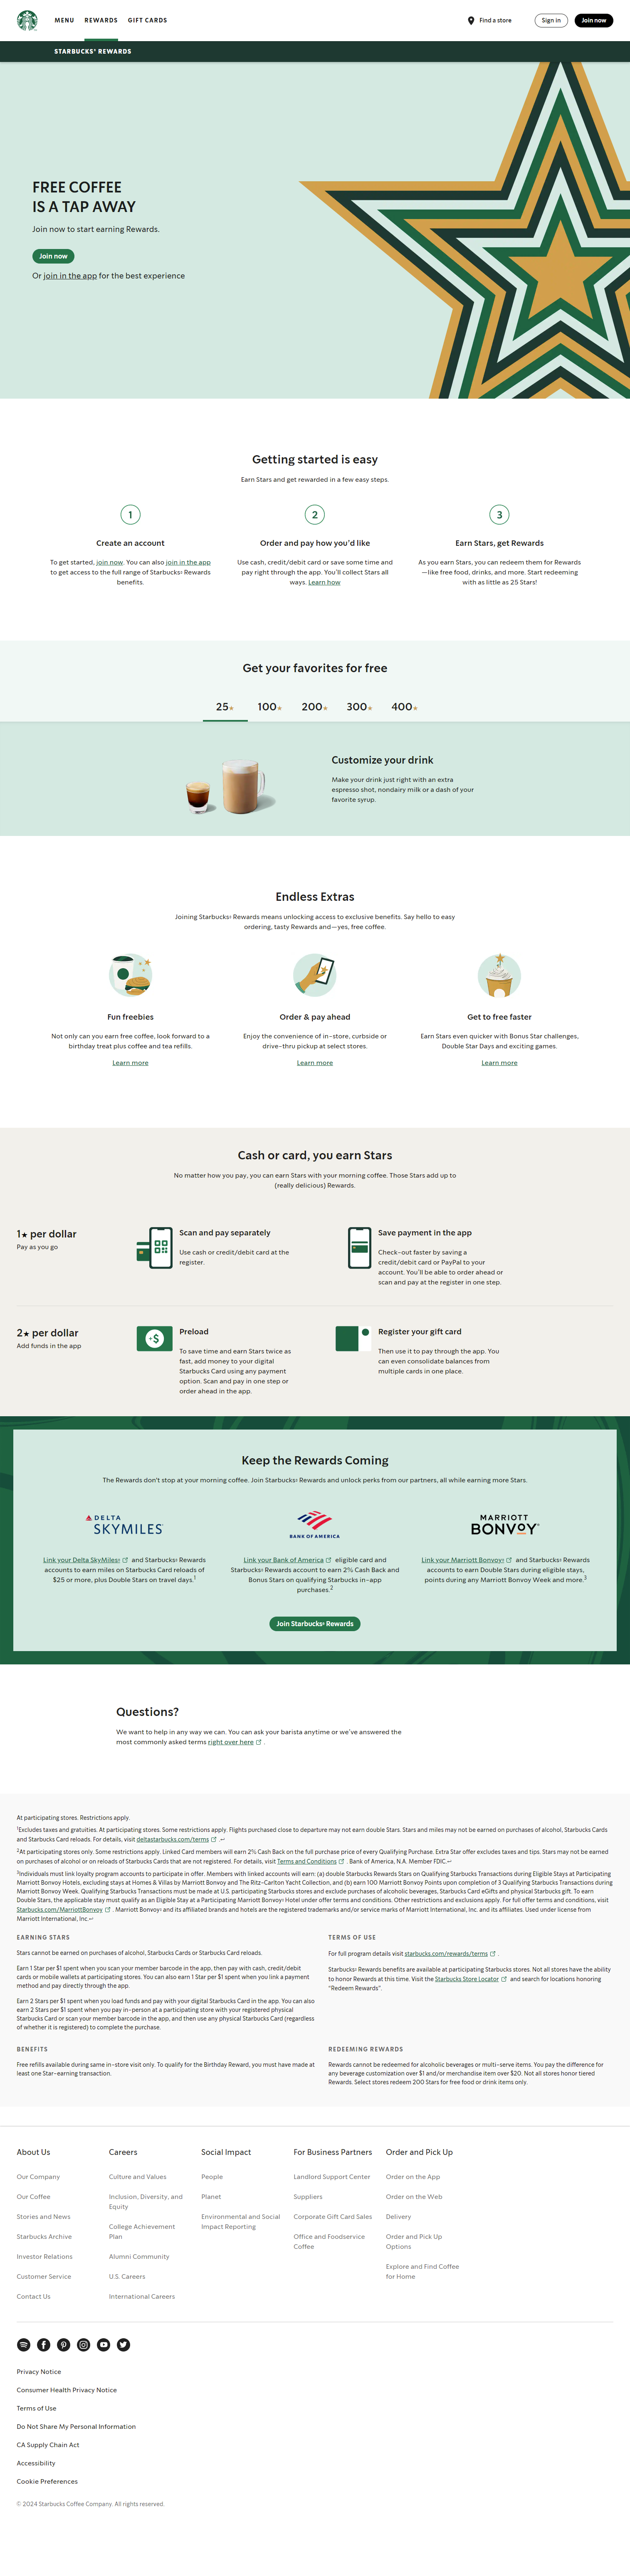 MENU
REWARDS
GIFT CARDS
Find a store
Sign in
Join now
STARBUCKS® REWARDS
FREE COFFEE
IS A TAP AWAY
Join now to start earning Rewards.
Join now
Or join in the app for the best experience
Getting started is easy
Earn Stars and get rewarded in a few easy steps.
1
Create an account
To get started, join now. You can also join in the app
to get access to the full range of Starbucks® Rewards
benefits.
2
Order and pay how you'd like
Use cash, credit/debit card or save some time and
pay right through the app. You'll collect Stars all
ways. Learn how
3
Earn Stars, get Rewards
As you earn Stars, you can redeem them for Rewards
—like free food, drinks, and more. Start redeeming
with as little as 25 Stars!
Get your favorites for free
25★ 100★ 200★ 300★ 400★
Customize your drink
Make your drink just right with an extra
espresso shot, nondairy milk or a dash of your
favorite syrup.
Endless Extras
Joining Starbucks® Rewards means unlocking access to exclusive benefits. Say hello to easy
ordering, tasty Rewards and—yes, free coffee.
Fun freebies
Not only can you earn free coffee, look forward to a
birthday treat plus coffee and tea refills.
Learn more
Order & pay ahead
Enjoy the convenience of in-store, curbside or
drive-thru pickup at select stores.
Learn more
Get to free faster
Earn Stars even quicker with Bonus Star challenges,
Double Star Days and exciting games.
Learn more
Cash or card, you earn Stars
No matter how you pay, you can earn Stars with your morning coffee. Those Stars add up to
(really delicious) Rewards.
1★ per dollar
Pay as you go
Scan and pay separately
Use cash or credit/debit card at the
register.
Save payment in the app
Check-out faster by saving a
credit/debit card or PayPal to your
account. You'll be able to order ahead or
scan and pay at the register in one step.
2★ per dollar
Add funds in the app
+$
Preload
To save time and earn Stars twice as
fast, add money to your digital
Starbucks Card using any payment
option. Scan and pay in one step or
order ahead in the app.
Register your gift card
Then use it to pay through the app. You
can even consolidate balances from
multiple cards in one place.
Keep the Rewards Coming
The Rewards don't stop at your morning coffee. Join Starbucks® Rewards and unlock perks from our partners, all while earning more Stars.
DELTA
SKYMILES
Link your Delta SkyMiles® and Starbucks® Rewards
accounts to earn miles on Starbucks Card reloads of
$25 or more, plus Double Stars on travel days.1
BANK OF AMERICA
Link your Bank of America eligible card and
Starbucks® Rewards account to earn 2% Cash Back and
Bonus Stars on qualifying Starbucks in-app
purchases.2
MARRIOTT
BONVOY
Link your Marriott Bonvoy® and Starbucks® Rewards
accounts to earn Double Stars during eligible stays,
points during any Marriott Bonvoy Week and more.3
Join Starbucks® Rewards
Questions?
We want to help in any way we can. You can ask your barista anytime or we've answered the
most commonly asked terms right over here .
At participating stores. Restrictions apply.
1Excludes taxes and gratuities. At participating stores. Some restrictions apply. Flights purchased close to departure may not earn double Stars. Stars and miles may not be earned on purchases of alcohol, Starbucks Cards
and Starbucks Card reloads. For details, visit deltastarbucks.com/terms .↩
2At participating stores only. Some restrictions apply. Linked Card members will earn 2% Cash Back on the full purchase price of every Qualifying Purchase. Extra Star offer excludes taxes and tips. Stars may not be earned
on purchases of alcohol or on reloads of Starbucks Cards that are not registered. For details, visit Terms and Conditions . Bank of America, N.A. Member FDIC.↩
3Individuals must link loyalty program accounts to participate in offer. Members with linked accounts will earn: (a) double Starbucks Rewards Stars on Qualifying Starbucks Transactions during Eligible Stays at Participating
Marriott Bonvoy Hotels, excluding stays at Homes & Villas by Marriott Bonvoy and The Ritz-Carlton Yacht Collection, and (b) earn 100 Marriott Bonvoy Points upon completion of 3 Qualifying Starbucks Transactions during
Marriott Bonvoy Week. Qualifying Starbucks Transactions must be made at U.S. participating Starbucks stores and exclude purchases of alcoholic beverages, Starbucks Card eGifts and physical Starbucks gift. To earn
Double Stars, the applicable stay must qualify as an Eligible Stay at a Participating Marriott Bonvoy® Hotel under offer terms and conditions. Other restrictions and exclusions apply. For full offer terms and conditions, visit
Starbucks.com/MarriottBonvoy . Marriott Bonvoy® and its affiliated brands and hotels are the registered trademarks and/or service marks of Marriott International, Inc. and its affiliates. Used under license from
Marriott International, Inc.↩
EARNING STARS
Stars cannot be earned on purchases of alcohol, Starbucks Cards or Starbucks Card reloads.
Earn 1 Star per $1 spent when you scan your member barcode in the app, then pay with cash, credit/debit
cards or mobile wallets at participating stores. You can also earn 1 Star per $1 spent when you link a payment
method and pay directly through the app.
Earn 2 Stars per $1 spent when you load funds and pay with your digital Starbucks Card in the app. You can also
earn 2 Stars per $1 spent when you pay in-person at a participating store with your registered physical
Starbucks Card or scan your member barcode in the app, and then use any physical Starbucks Card (regardless
of whether it is registered) to complete the purchase.
TERMS OF USE
For full program details visit starbucks.com/rewards/terms .
Starbucks® Rewards benefits are available at participating Starbucks stores. Not all stores have the ability
to honor Rewards at this time. Visit the Starbucks Store Locator and search for locations honoring
"Redeem Rewards".
BENEFITS
Free refills available during same in-store visit only. To qualify for the Birthday Reward, you must have made at
least one Star-earning transaction.
REDEEMING REWARDS
Rewards cannot be redeemed for alcoholic beverages or multi-serve items. You pay the difference for
any beverage customization over $1 and/or merchandise item over $20. Not all stores honor tiered
Rewards. Select stores redeem 200 Stars for free food or drink items only.
About Us
Our Company
Our Coffee
Stories and News
Starbucks Archive
Investor Relations
Customer Service
Contact Us
Careers
Culture and Values
Inclusion, Diversity, and
Equity
College Achievement
Plan
Alumni Community
U.S. Careers
International Careers
Social Impact
People
Planet
Environmental and Social
Impact Reporting
For Business Partners
Landlord Support Center
Suppliers
Corporate Gift Card Sales
Office and Foodservice
Coffee
Order and Pick Up
Order on the App
Order on the Web
Delivery
Order and Pick Up
Options
Explore and Find Coffee
for Home
Privacy Notice
Consumer Health Privacy Notice
Terms of Use
Do Not Share My Personal Information
CA Supply Chain Act
Accessibility
Cookie Preferences
© 2024 Starbucks Coffee Company. All rights reserved.